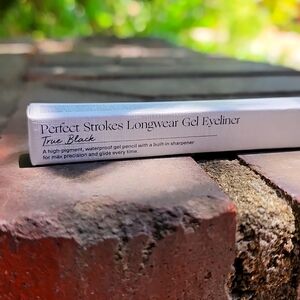 Perfect Strokes Longwear Gel Eyeliner
True Black
A high-pigment, waterproof gel pencil with a built in sharpener
for max precision and glide every time.